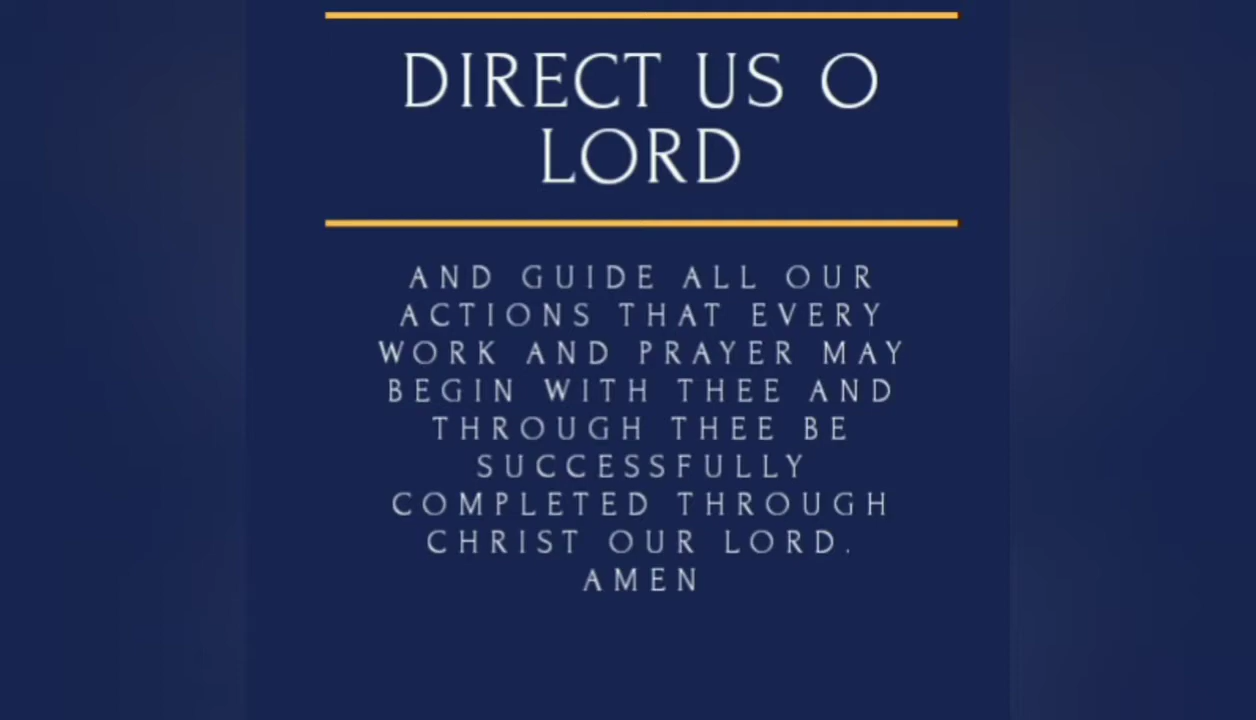 DIRECT US O
LORD
AND GUIDE ALL OUR
ACTIONS THAT EVERY
WORK AND PRAYER MAY
BEGIN WITH THEE AND
THROUGH THEE BE
SUCCESSFULLY
COMPLETED THROUGH
CHRIST OUR LORD.
AMEN